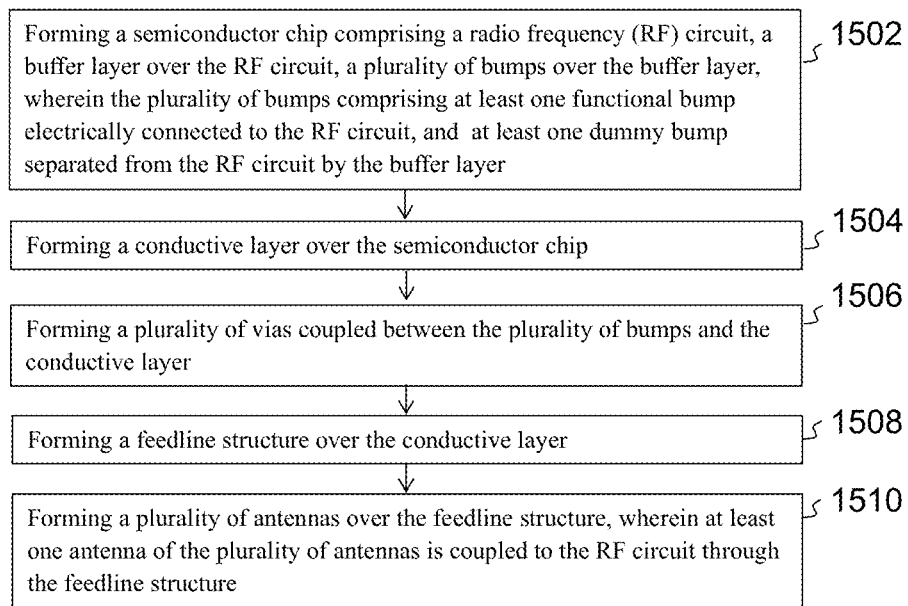 Forming a semiconductor chip comprising a radio frequency (RF) circuit, a
buffer layer over the RF circuit, a plurality of bumps over the buffer layer,
wherein the plurality of bumps comprising at least one functional bump
electrically connected to the RF circuit, and at least one dummy bump
separated from the RF circuit by the buffer layer
1502
Forming a conductive layer over the semiconductor chip
1504
Forming a plurality of vias coupled between the plurality of bumps and the
conductive layer
1506
Forming a feedline structure over the conductive layer
1508
Forming a plurality of antennas over the feedline structure, wherein at least
one antenna of the plurality of antennas is coupled to the RF circuit through
the feedline structure
1510